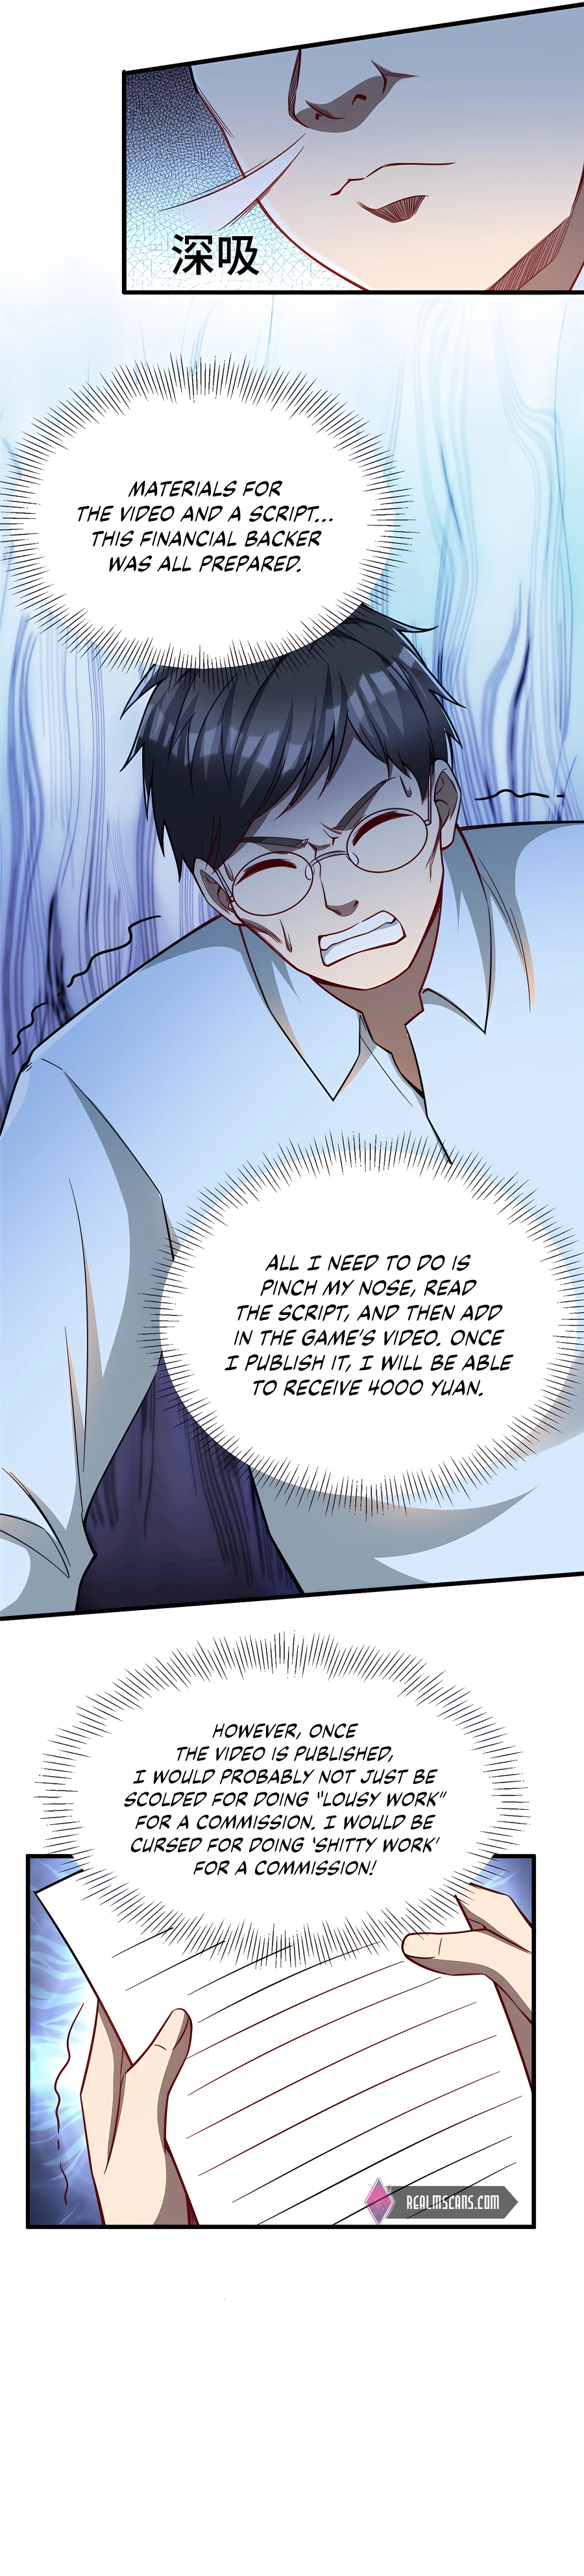 深吸
MATERIALS FOR
THE VIDEO AND A SCRIPT...
THIS FINANCIAL BACKER
WAS ALL PREPARED.
ALL I NEED TO DO IS
PINCH MY NOSE, READ
THE SCRIPT, AND THEN ADD
IN THE GAME'S VIDEO. ONCE
I PUBLISH IT, I WILL BE ABLE
TO RECEIVE 4000 YUAN.
HOWEVER, ONCE
THE VIDEO IS PUBLISHED,
I WOULD PROBABLY NOT JUST BE
SCOLDED FOR DOING "LOUSY WORK"
FOR A COMMISSION. I WOULD BE
CURSED FOR DOING 'SHITTY WORK'
FOR A COMMISSION!
REALMSCANS.COM